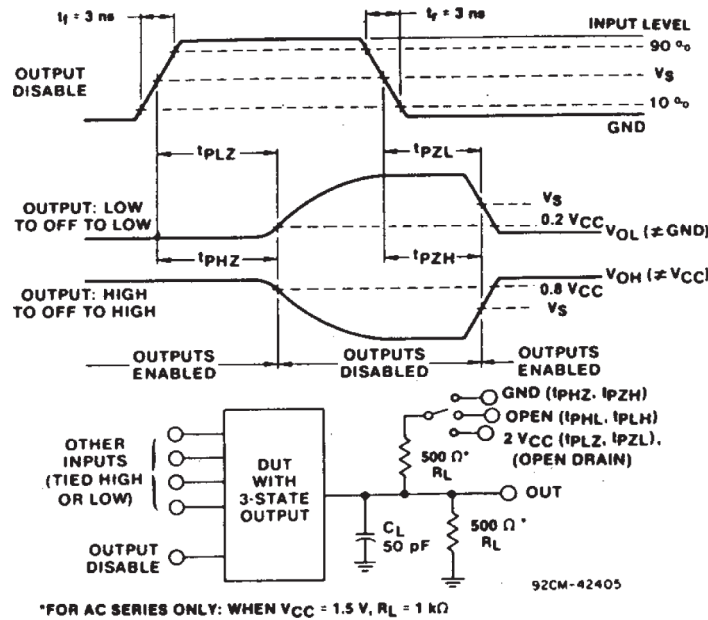 tf = 3 ns
tr = 3 ns
INPUT LEVEL
90 %
OUTPUT
DISABLE
VS
10 %
GND
tPLZ
tPZL
OUTPUT: LOW
TO OFF TO LOW
VS
0.2 VCC
VOL (≠GND)
tPHZ
tPZH
OUTPUT: HIGH
TO OFF TO HIGH
VOH (≠VCC)
0.8 VCC
VS
OUTPUTS
ENABLED
OUTPUTS
DISABLED
OUTPUTS
ENABLED
GND (tPHZ, tPZH)
OPEN (tPHL, tPLH)
2 VCC (tPLZ, tPZL),
(OPEN DRAIN)
OTHER
INPUTS
(TIED HIGH
OR LOW)
DUT
WITH
3-STATE
OUTPUT
500 Ω*
RL
OUT
CL
50 pF
500 Ω*
RL
OUTPUT
DISABLE
92CM-42405
*FOR AC SERIES ONLY: WHEN VCC = 1.5 V, RL = 1 kΩ